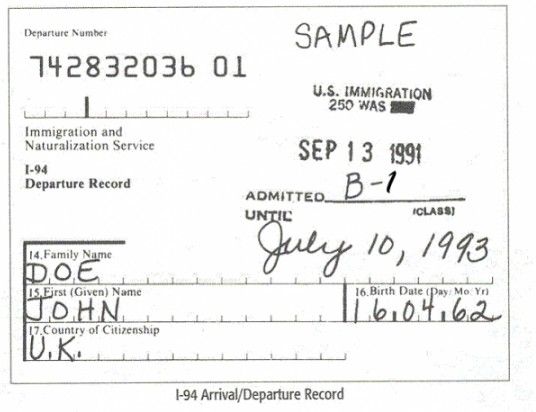 Departure Number
SAMPLE
742832036 01
U.S. IMMIGRATION
250 WAS
Immigration and
Naturalization Service
SEP 13 1991
I-94
Departure Record
ADMITTED B-1
UNTIL (CLASS)
July 10, 1993
14. Family Name
DOE
15. First (Given) Name
16. Birth Date (Day. Mo. Yr)
JOHN
16.04.62
17. Country of Citizenship
U.K.
I-94 Arrival/Departure Record